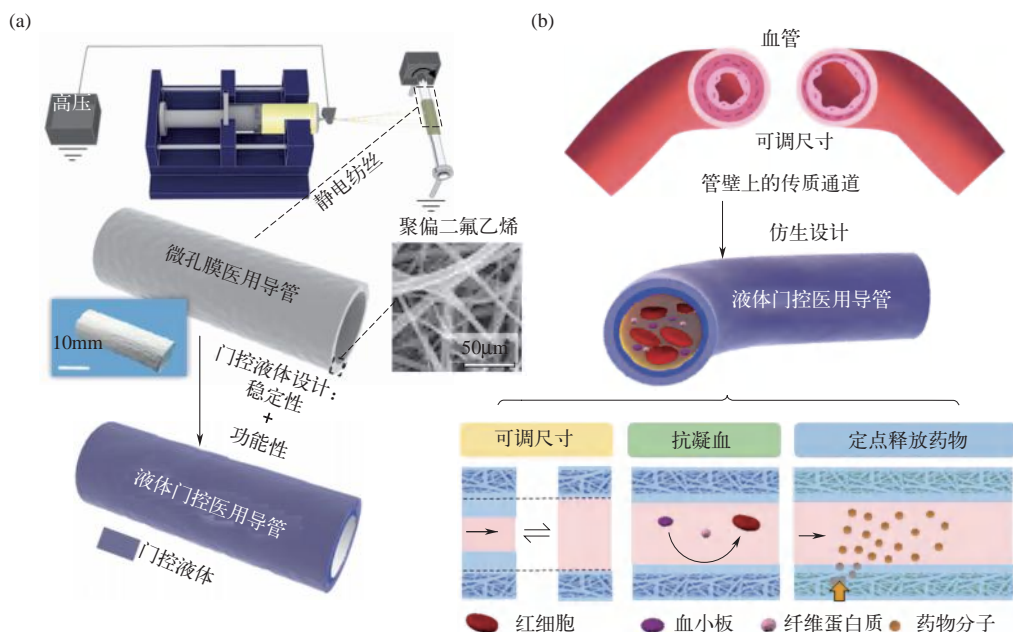 (a)
高压
静电纺丝
聚偏二氟乙烯
微孔膜医用导管
10mm
50μm
门控液体设计：
稳定性
+
功能性
液体门控医用导管
门控液体
(b)
血管
可调尺寸
管壁上的传质通道
仿生设计
液体门控医用导管
可调尺寸
抗凝血
定点释放药物
红细胞
血小板
纤维蛋白质
药物分子